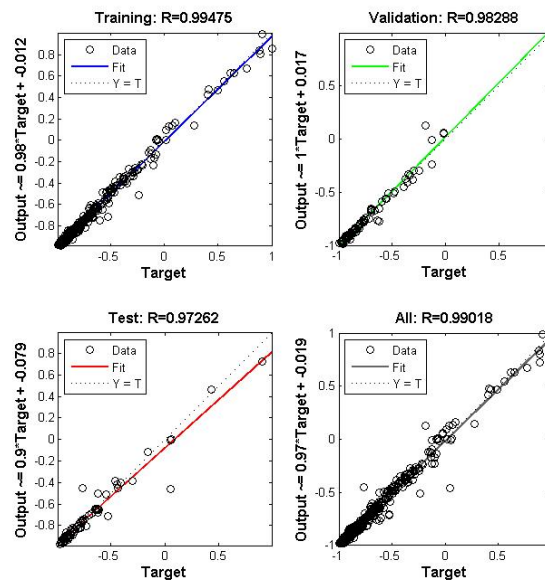 Training: R=0.99475
Output ~= 0.98*Target + -0.012
0.8
0.6
0.4
0.2
0
-0.2
-0.4
-0.6
-0.8
Data
Fit
Y = T
-0.5
0
0.5
1
Target
Validation: R=0.98288
Output ~= 1*Target + 0.017
0.5
0
-0.5
-1
Data
Fit
Y = T
-1
-0.5
0
0.5
Target
Test: R=0.97262
Output ~= 0.9*Target + -0.079
0.8
0.6
0.4
0.2
0
-0.2
-0.4
-0.6
-0.8
Data
Fit
Y = T
-0.5
0
0.5
Target
All: R=0.99018
Output ~= 0.97*Target + -0.019
1
0.5
0
-0.5
-1
Data
Fit
Y = T
-1
-0.5
0
0.5
1
Target